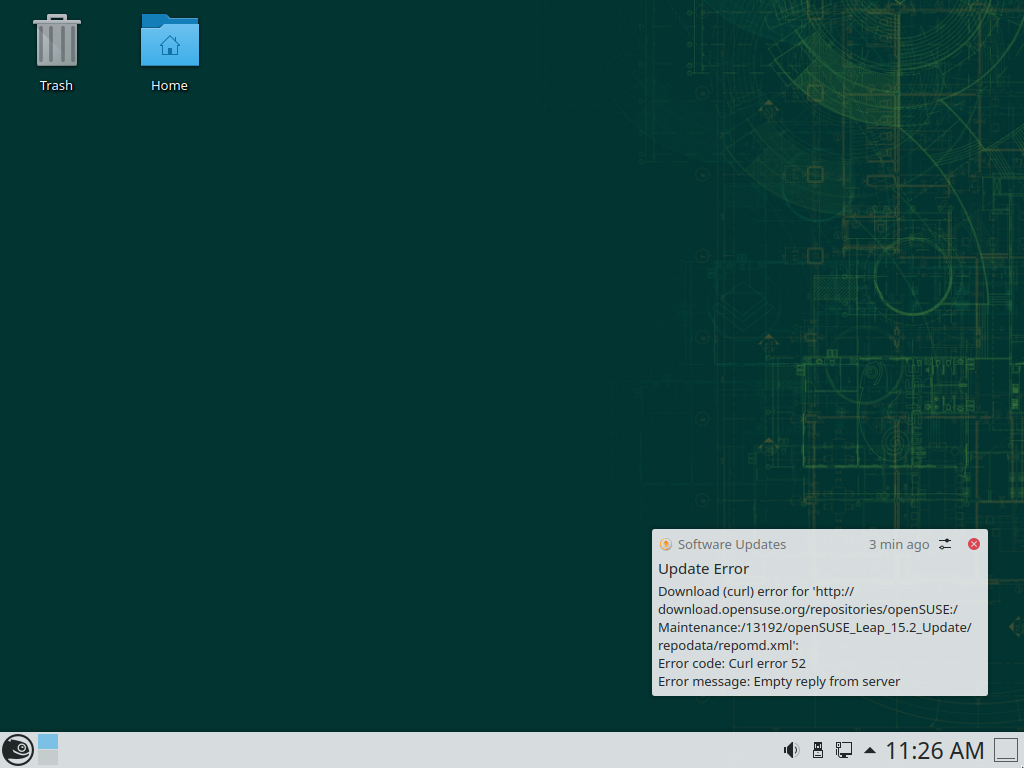 Trash
Home
Software Updates
3 min ago
Update Error
Download (curl) error for 'http://
download.opensuse.org/repositories/openSUSE:/
Maintenance:/13192/openSUSE_Leap_15.2_Update/
repodata/repomd.xml':
Error code: Curl error 52
Error message: Empty reply from server
11:26 AM